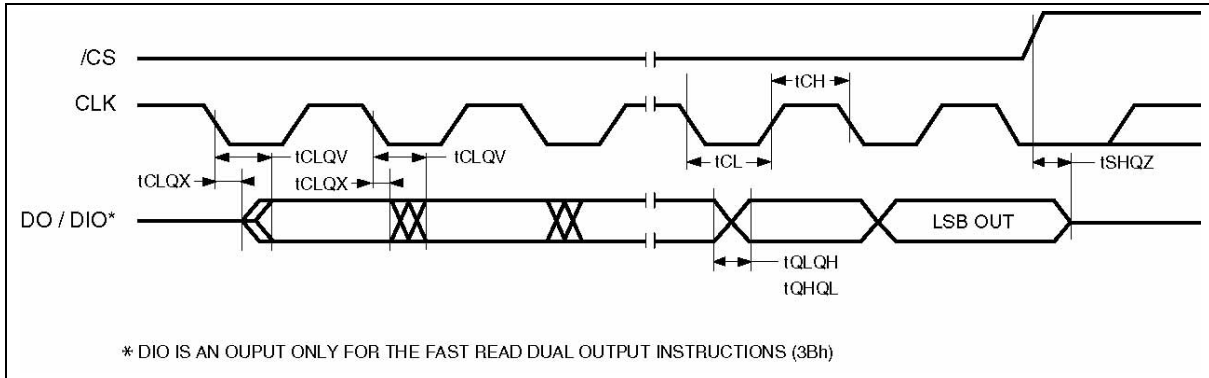 /CS
tCH
CLK
tCLQV
tCLQV
tCL
tSHQZ
tCLQX
tCLQX
DO / DIO*
LSB OUT
tQLQH
tQHQL
* DIO IS AN OUPUT ONLY FOR THE FAST READ DUAL OUTPUT INSTRUCTIONS (3Bh)